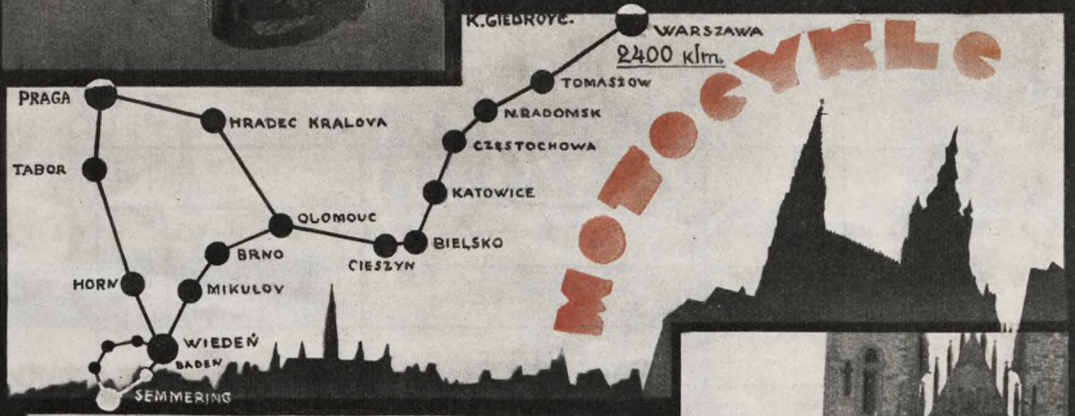 K. GIEDROYC.
WARSZAWA
2400 klm.
MOTOCYKLE
TOMASZOW
N.RADOMSK
CZĘSTOCHOWA
KATOWICE
BIELSKO
CIESZYN
OLOMOUC
HRADEC KRALOVA
PRAGA
TABOR
HORN
BRNO
MIKULOV
WIEDEŃ
BADEN
SEMMERING